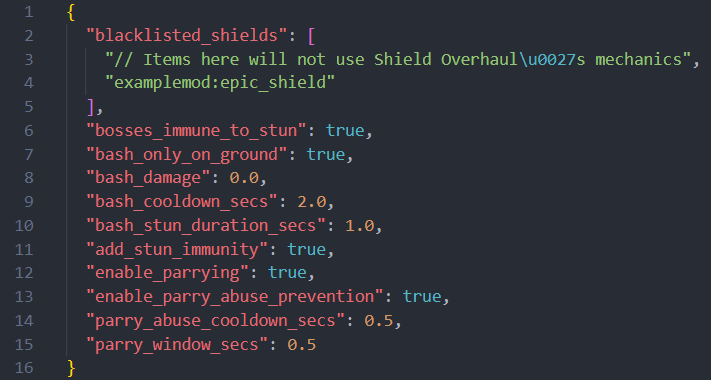 1 {
2 "blacklisted_shields": [
3 "// Items here will not use Shield Overhaul\u0027s mechanics",
4 "examplemod:epic_shield"
5 ],
6 "bosses_immune_to_stun": true,
7 "bash_only_on_ground": true,
8 "bash_damage": 0.0,
9 "bash_cooldown_secs": 2.0,
10 "bash_stun_duration_secs": 1.0,
11 "add_stun_immunity": true,
12 "enable_parrying": true,
13 "enable_parry_abuse_prevention": true,
14 "parry_abuse_cooldown_secs": 0.5,
15 "parry_window_secs": 0.5
16 }